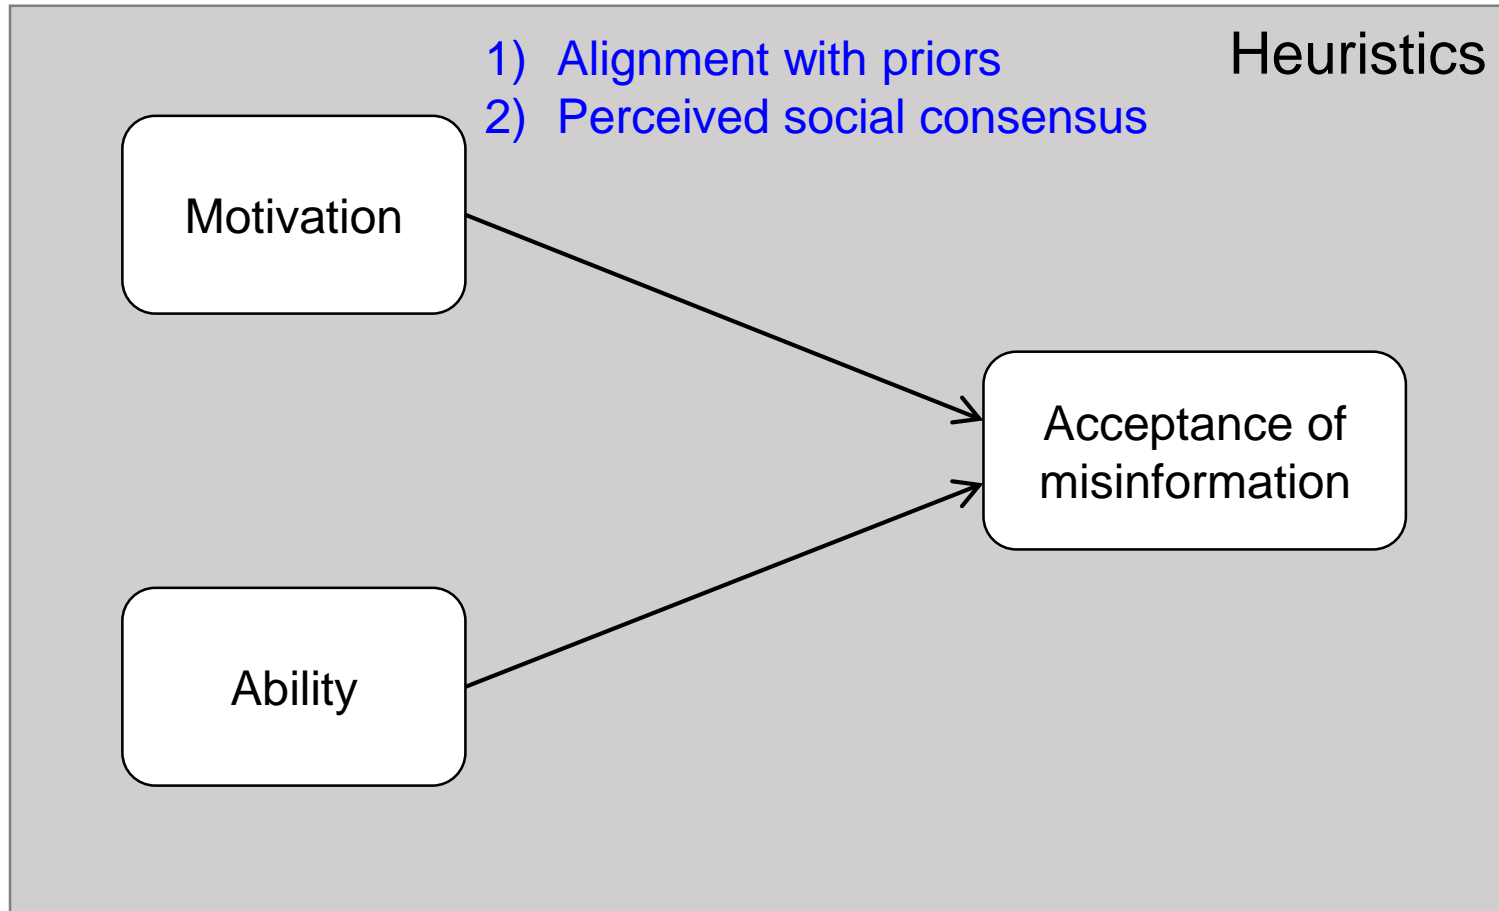 Heuristics
1) Alignment with priors
2) Perceived social consensus
Motivation
Acceptance of
misinformation
Ability